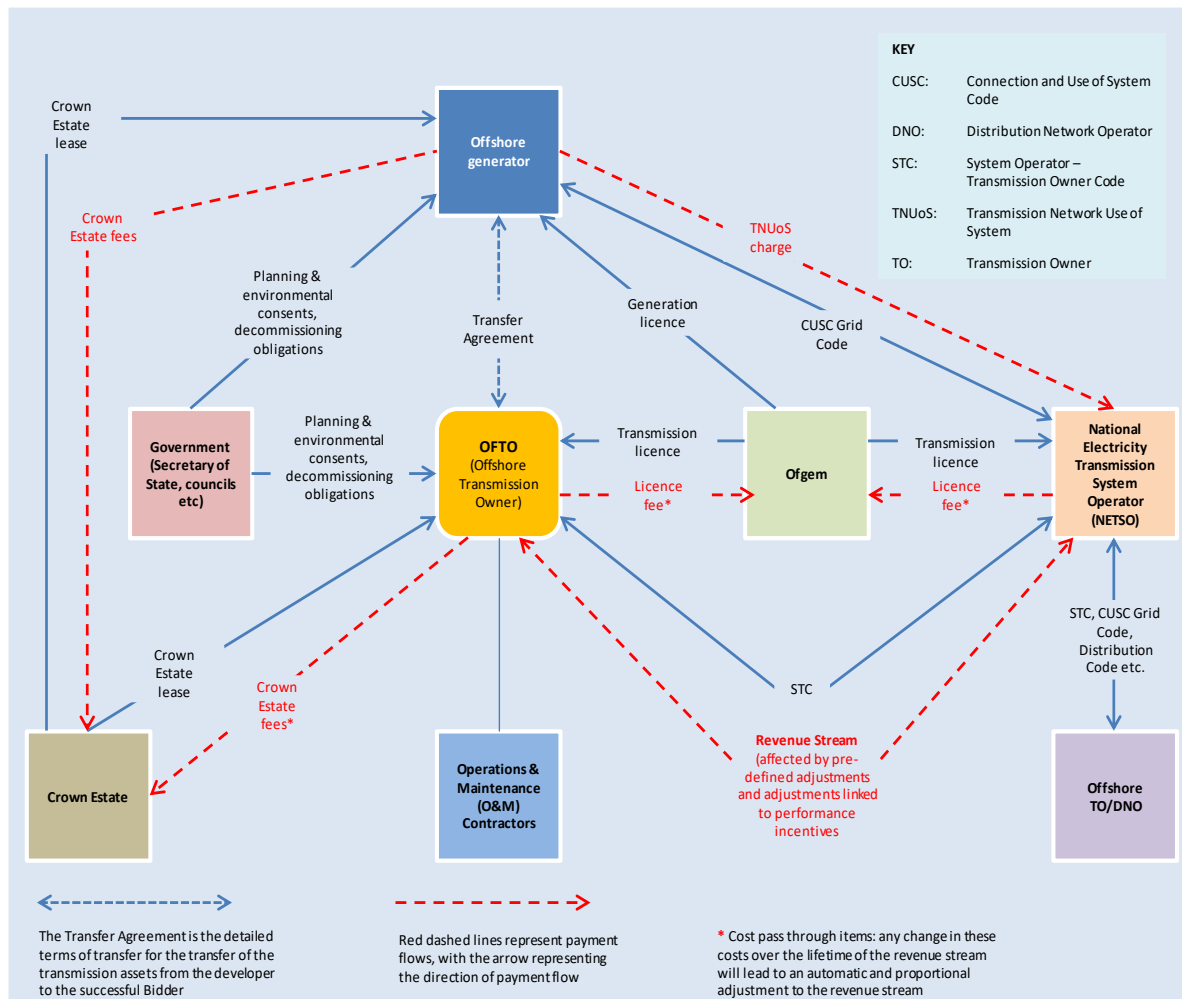 KEY
CUSC: Connection and Use of System
Code
DNO: Distribution Network Operator
STC: System Operator –
Transmission Owner Code
TNUoS: Transmission Network Use of
System
TO: Transmission Owner
Crown
Estate
lease
Offshore
generator
Crown
Estate fees
TNUoS
charge
Planning &
environmental
consents,
decommissioning
obligations
Transfer
Agreement
Generation
licence
CUSC Grid
Code
Government
(Secretary of
State, councils
etc)
Planning &
environmental
consents,
decommissioning
obligations
OFTO
(Offshore
Transmission
Owner)
Transmission
licence
Licence
fee*
Ofgem
Transmission
licence
Licence
fee*
National
Electricity
Transmission
System
Operator
(NETSO)
Crown
Estate
lease
Crown
Estate
fees*
STC
STC, CUSC Grid
Code,
Distribution
Code etc.
Crown Estate
Operations &
Maintenance
(O&M)
Contractors
Revenue Stream
(affected by pre-
defined adjustments
and adjustments linked
to performance
incentives
Offshore
TO/DNO
The Transfer Agreement is the detailed
terms of transfer for the transfer of the
transmission assets from the developer
to the successful Bidder
Red dashed lines represent payment
flows, with the arrow representing
the direction of payment flow
* Cost pass through items: any change in these
costs over the lifetime of the revenue stream
will lead to an automatic and proportional
adjustment to the revenue stream